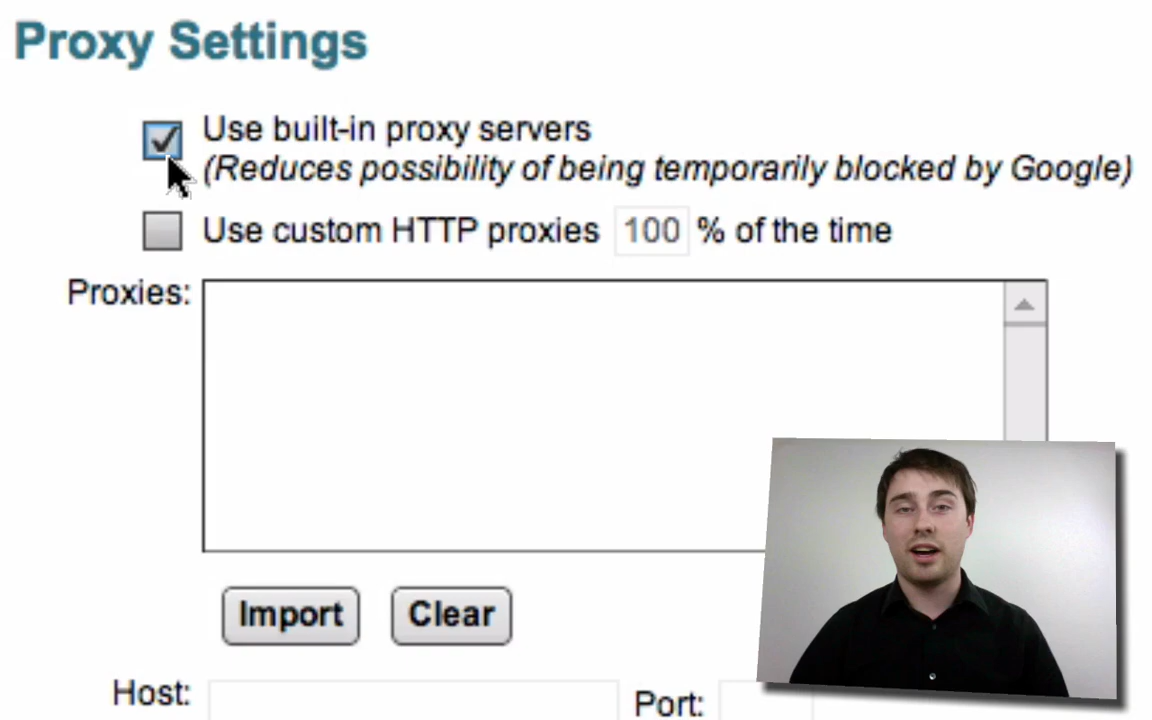 Proxy Settings
Use built-in proxy servers
(Reduces possibility of being temporarily blocked by Google)
Use custom HTTP proxies 100 % of the time
Proxies:
Import Clear
Host: Port: